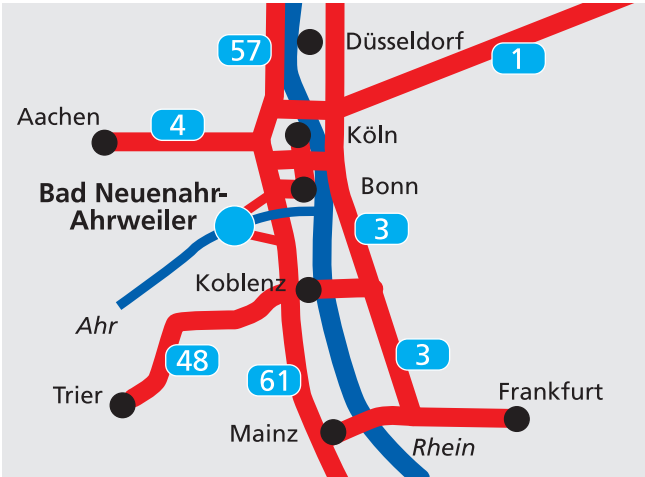 Düsseldorf
57
1
Aachen
4
Köln
Bonn
Bad Neuenahr-
Ahrweiler
3
Koblenz
Ahr
48
3
61
Trier
Frankfurt
Mainz
Rhein